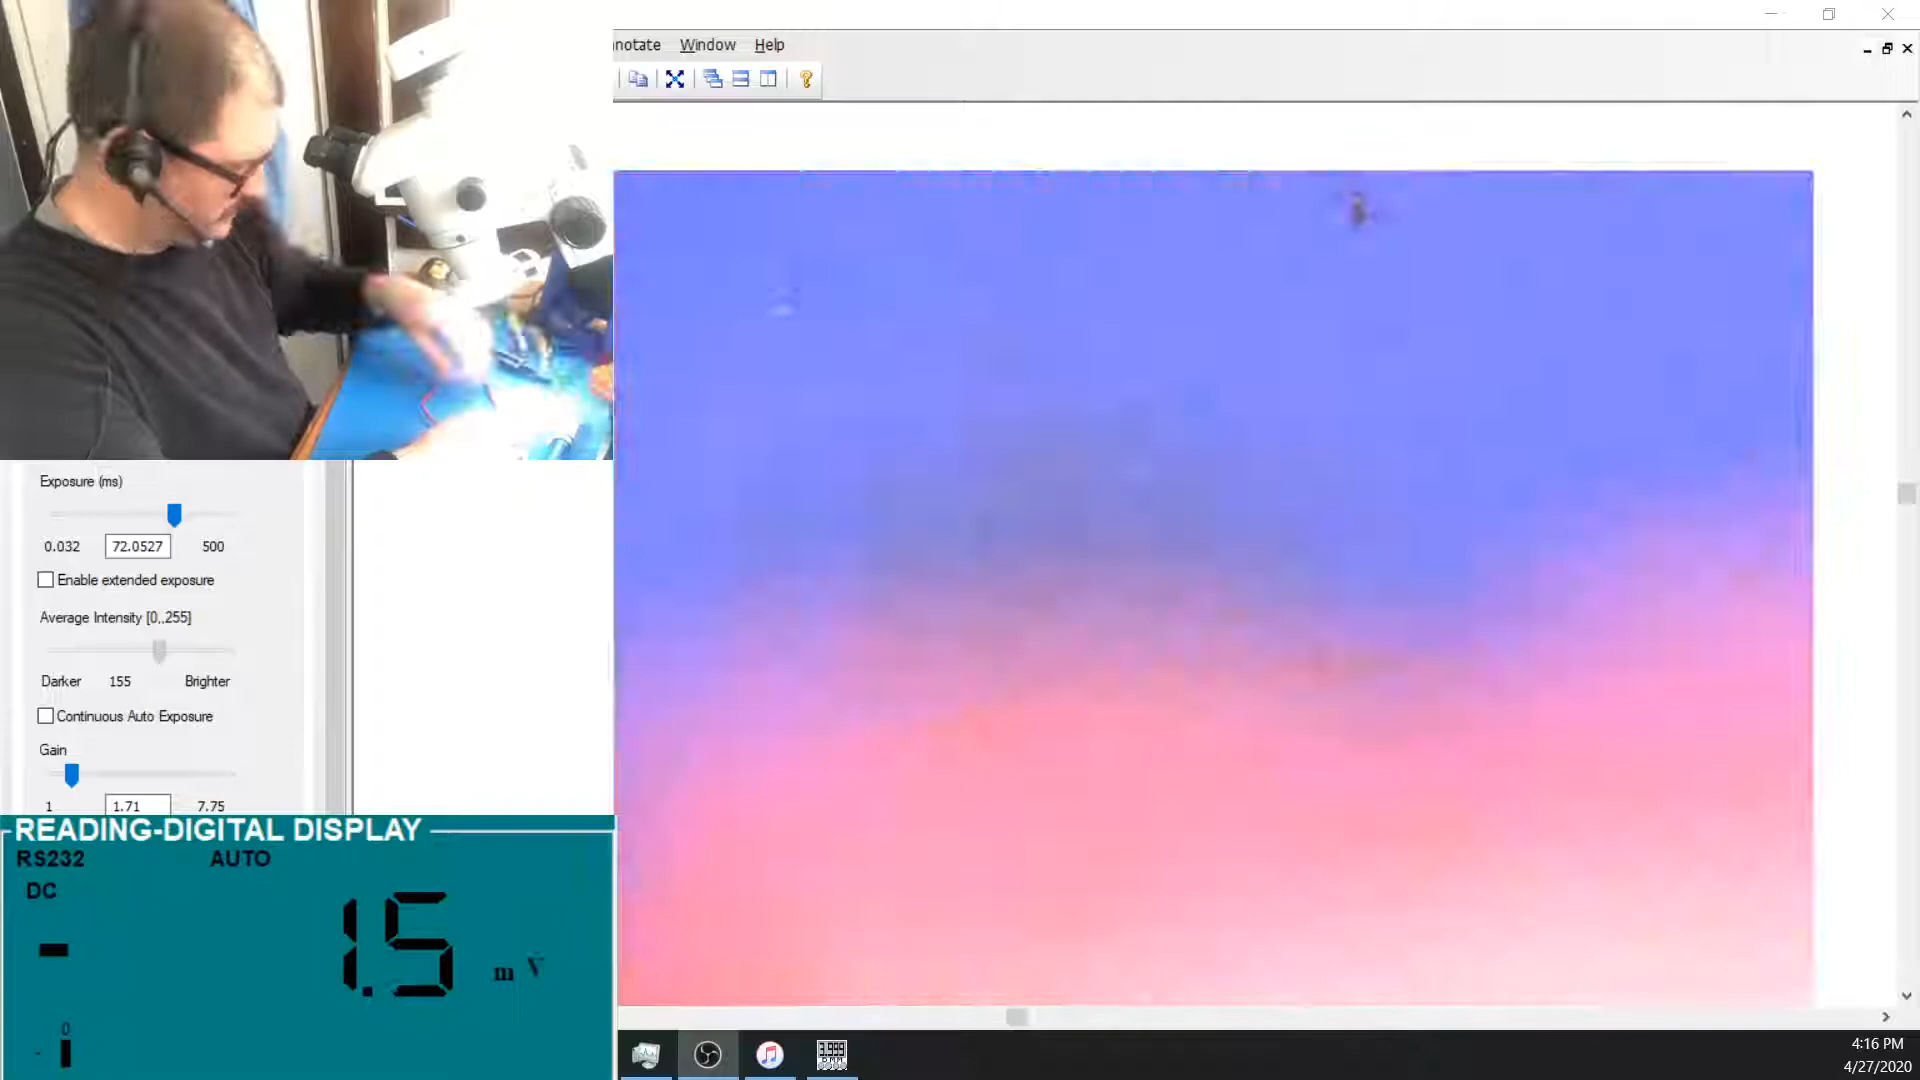 Window Help
Exposure (ms)
0.032 72.0527 500
Enable extended exposure
Average Intensity [0,.255]
Darker 155 Brighter
Continuous Auto Exposure
Gain
1 1.71 7.75
READING-DIGITAL DISPLAY
RS232 AUTO
DC
- 1.5 m V
0
-
4:16 PM
4/27/2020